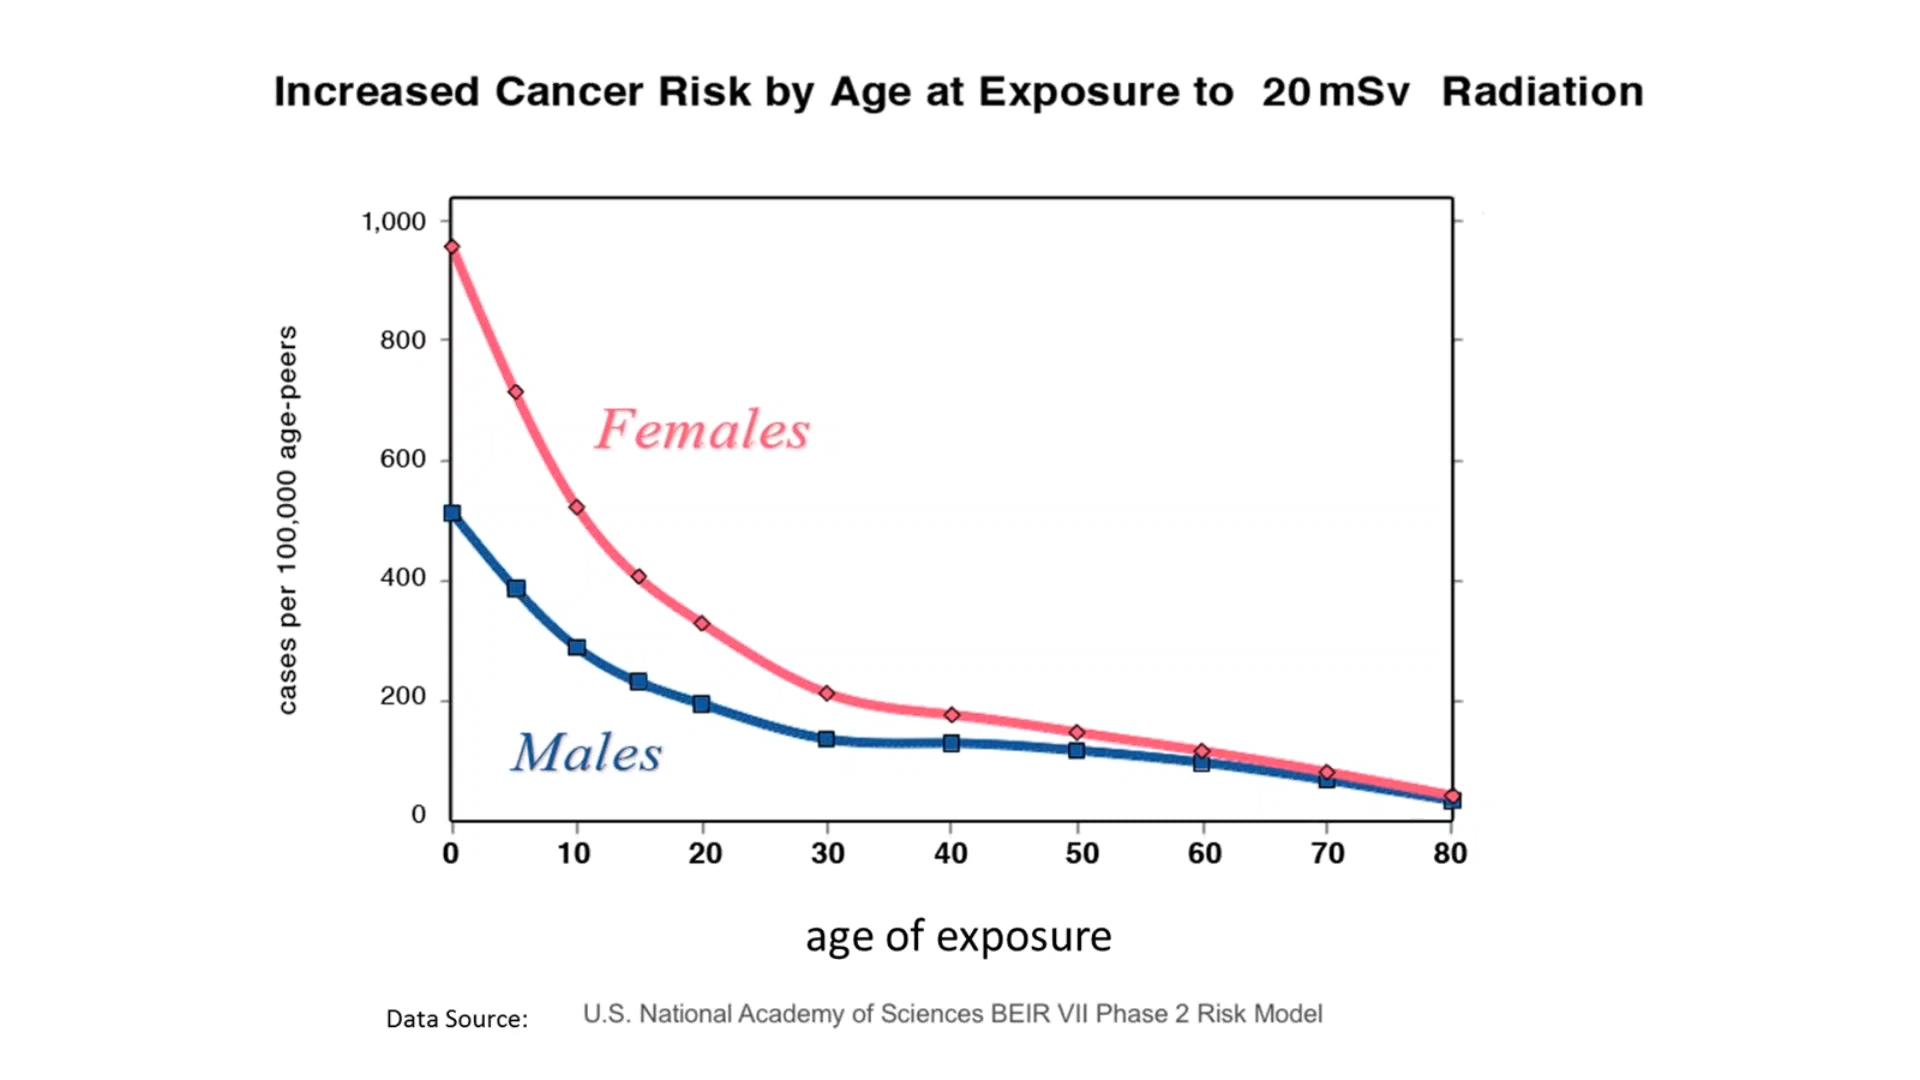 Increased Cancer Risk by Age at Exposure to 20 mSv Radiation
cases per 100,000 age-peers
1,000
800
600
400
200
0
Females
Males
0 10 20 30 40 50 60 70 80
age of exposure
Data Source: U.S. National Academy of Sciences BEIR VII Phase 2 Risk Model